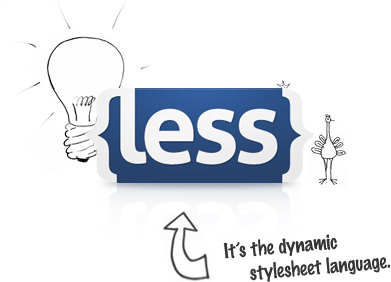 {less}
It's the dynamic
stylesheet language.